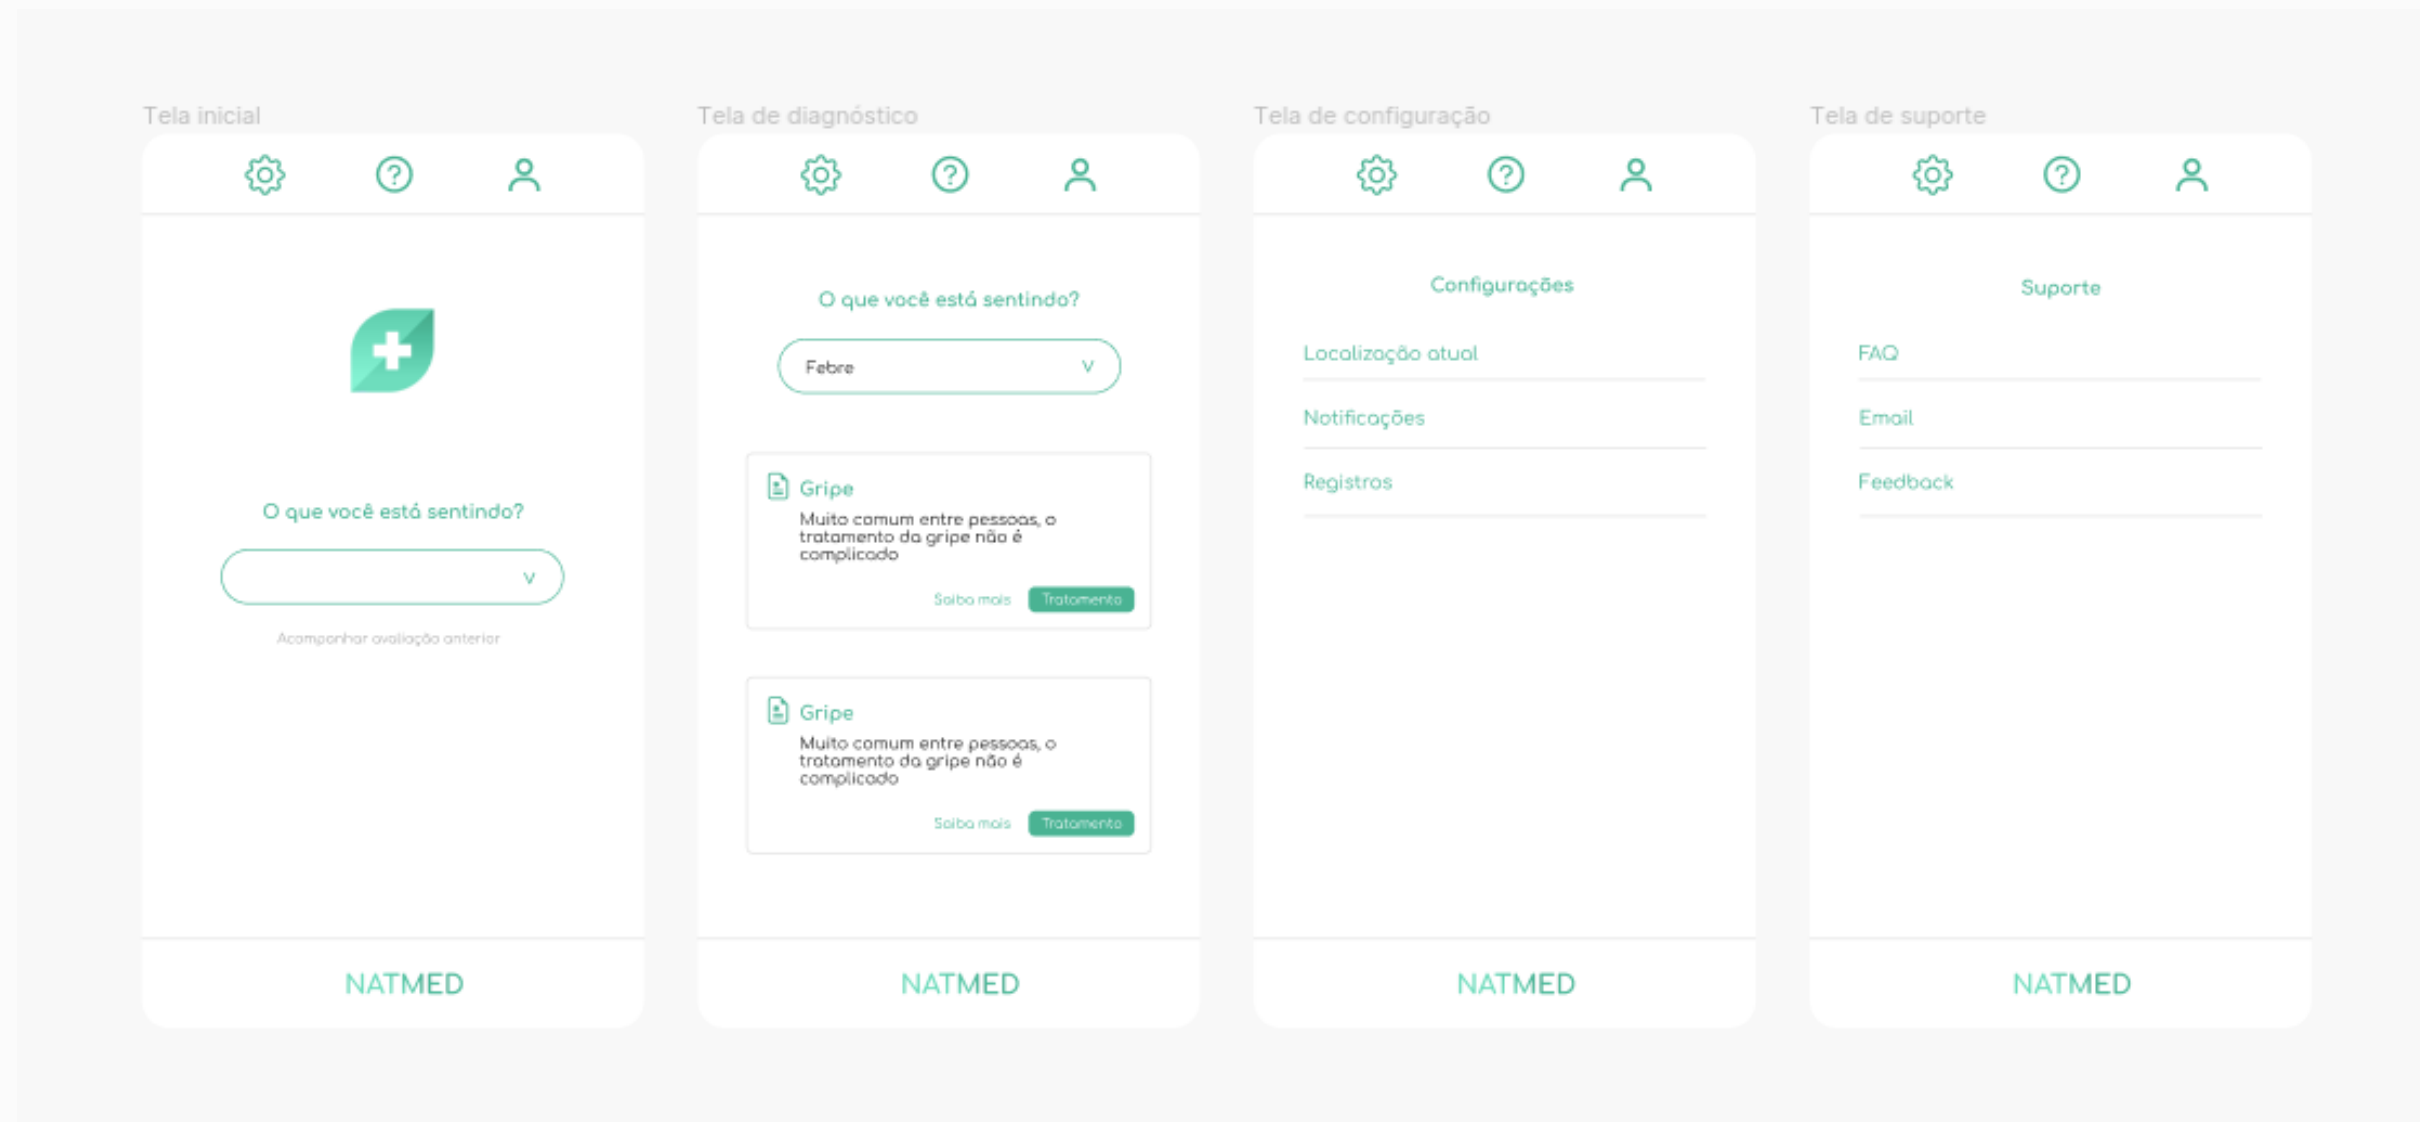 Tela inicial
O que você está sentindo?
V
Acompanhar avaliação anterior
NATMED
Tela de diagnóstico
O que você está sentindo?
Febre V
Gripe
Muito comum entre pessoas, o
tratamento da gripe não é
complicado
Saiba mais Tratamento
Gripe
Muito comum entre pessoas, o
tratamento da gripe não é
complicado
Saiba mais Tratamento
NATMED
Tela de configuração
Configurações
Localização atual
Notificações
Registros
NATMED
Tela de suporte
Suporte
FAQ
Email
Feedback
NATMED